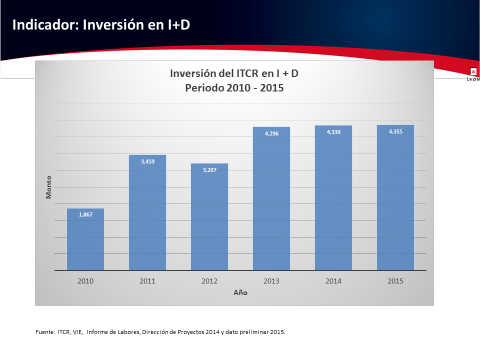 Indicador: Inversión en I+D
Inversión del ITCR en I + D
Periodo 2010 - 2015
Monto
1,867
3,459
3,207
4,296
4,339
4,355
2010
2011
2012
2013
2014
2015
Año
Fuente: ITCR, VIE, Informe de Labores, Dirección de Proyectos 2014 y dato preliminar 2015.